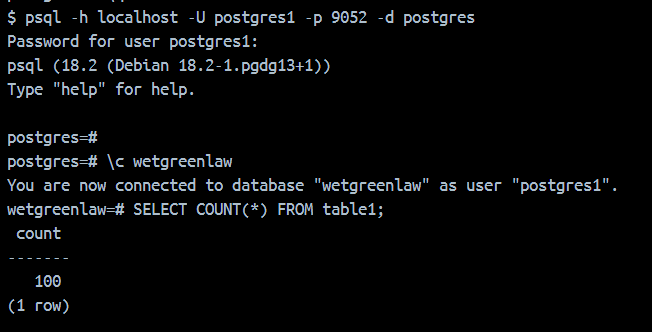 $ psql -h localhost -U postgres1 -p 9052 -d postgres
Password for user postgres1:
psql (18.2 (Debian 18.2-1.pgdg13+1))
Type "help" for help.
postgres=#
postgres=# \c wetgreenlaw
You are now connected to database "wetgreenlaw" as user "postgres1".
wetgreenlaw=# SELECT COUNT(*) FROM table1;
 count
-------
   100
(1 row)